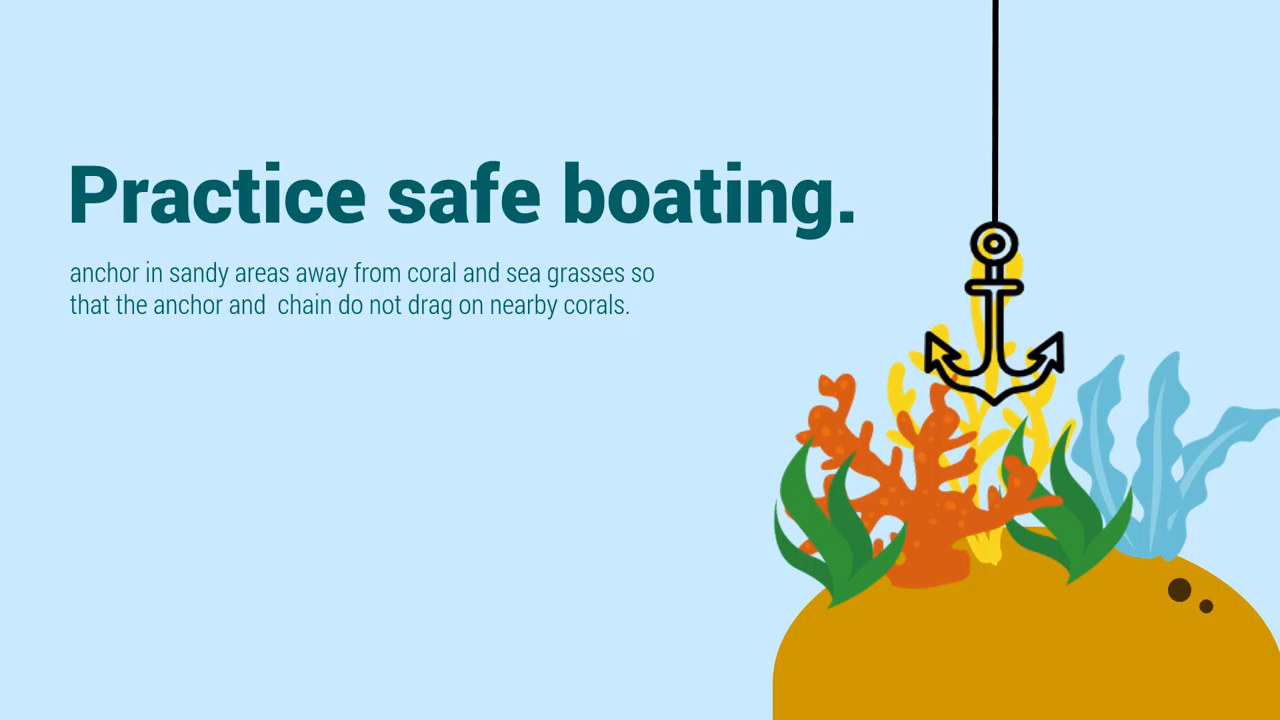 Practice safe boating.
anchor in sandy areas away from coral and sea grasses so
that the anchor and  chain do not drag on nearby corals.